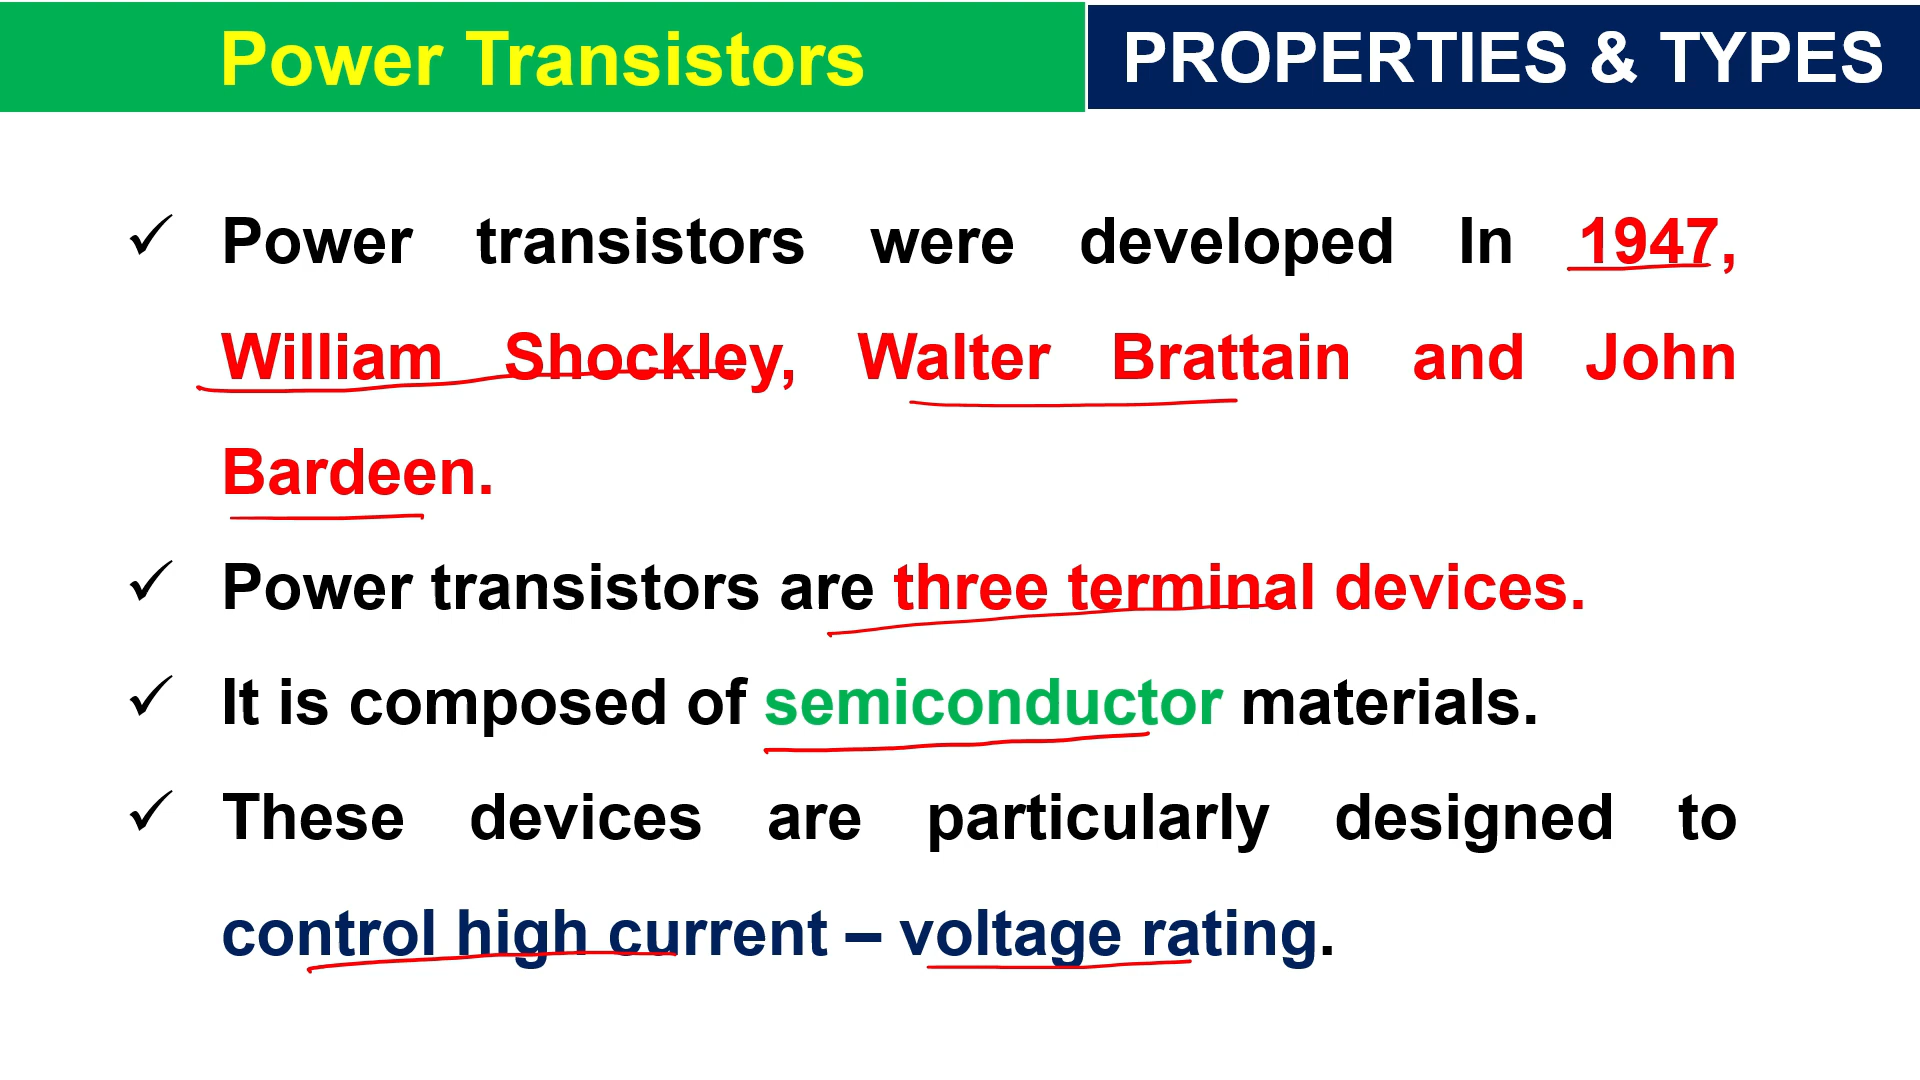 Power Transistors
PROPERTIES & TYPES
✓ Power transistors were developed In 1947,
William Shockley, Walter Brattain and John
Bardeen.
✓ Power transistors are three terminal devices.
✓ It is composed of semiconductor materials.
✓ These devices are particularly designed to
control high current – voltage rating.